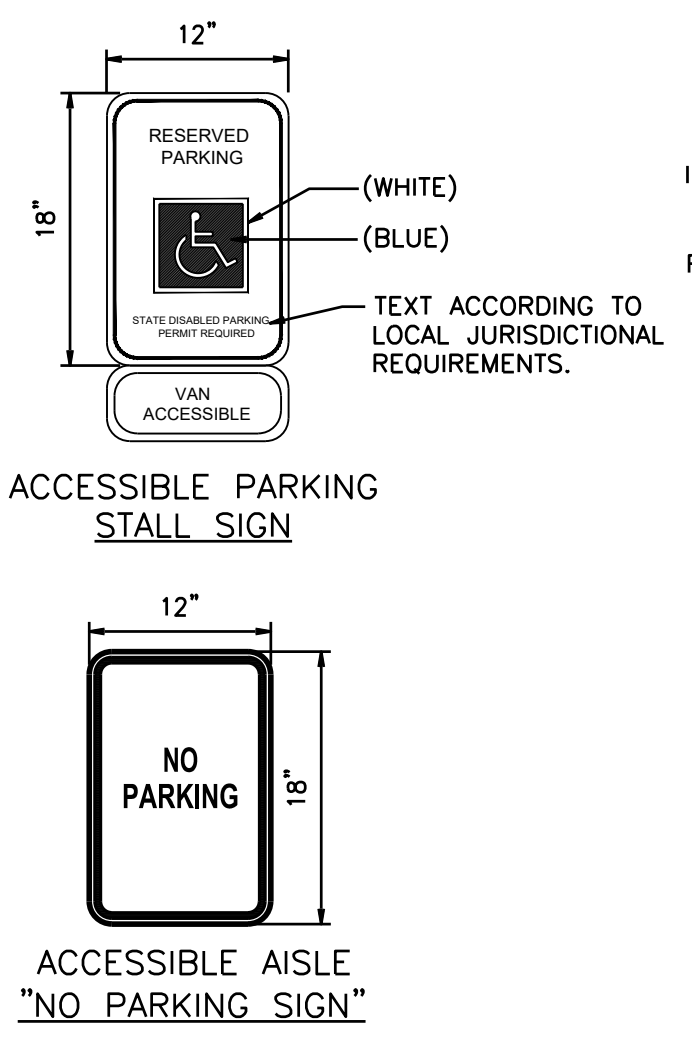 12"
18"
RESERVED
PARKING
(WHITE)
(BLUE)
STATE DISABLED PARKING
PERMIT REQUIRED
TEXT ACCORDING TO
LOCAL JURISDICTIONAL
REQUIREMENTS.
VAN
ACCESSIBLE
ACCESSIBLE PARKING
STALL SIGN
12"
NO
PARKING
18"
ACCESSIBLE AISLE
"NO PARKING SIGN"